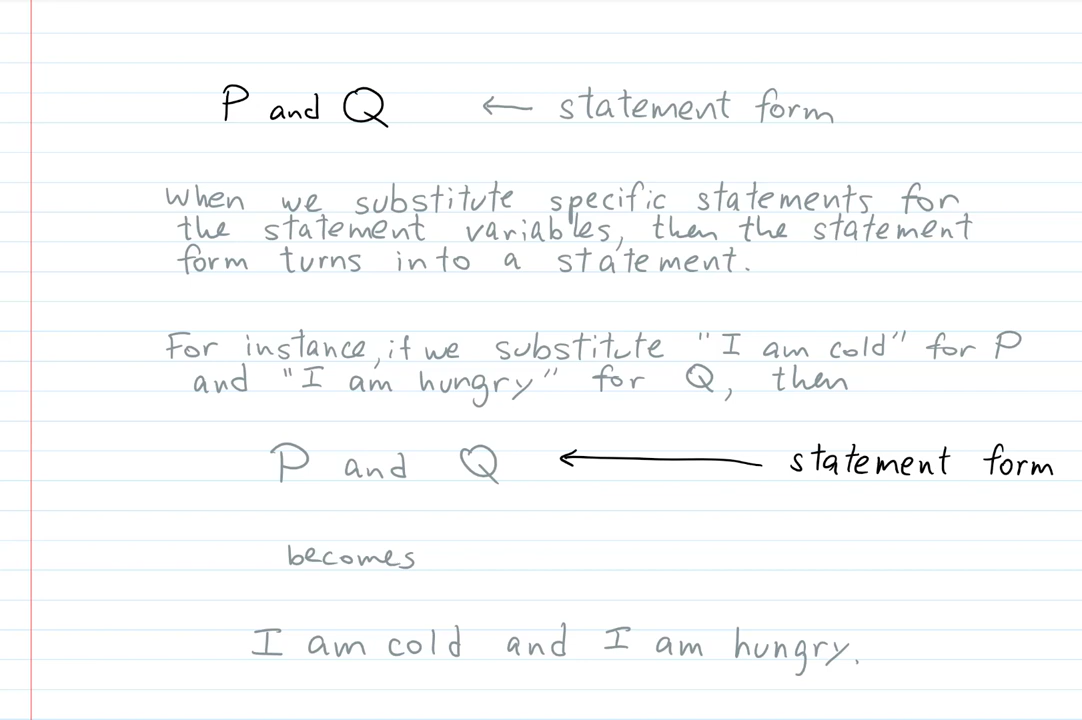 P and Q ← statement form
When we substitute specific statements for
the statement variables, then the statement
form turns into a statement.
For instance, if we substitute "I am cold" for P
and "I am hungry" for Q, then
P and Q ← statement form
becomes
I am cold and I am hungry.